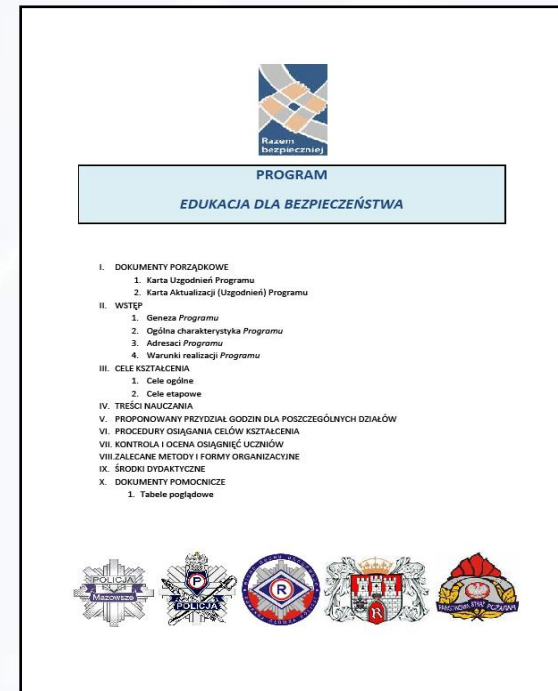 Razem
bezpieczniej
PROGRAM
EDUKACJA DLA BEZPIECZEŃSTWA
I. DOKUMENTY PORZĄDKOWE
1. Karta Uzgodnień Programu
2. Karta Aktualizacji (Uzgodnień) Programu
II. WSTĘP
1. Geneza Programu
2. Ogólna charakterystyka Programu
3. Adresaci Programu
4. Warunki realizacji Programu
III. CELE KSZTAŁCENIA
1. Cele ogólne
2. Cele etapowe
IV. TREŚCI NAUCZANIA
V. PROPONOWANY PRZYDZIAŁ GODZIN DLA POSZCZEGÓLNYCH DZIAŁÓW
VI. PROCEDURY OSIĄGANIA CELÓW KSZTAŁCENIA
VII. KONTROLA I OCENA OSIĄGNIĘĆ UCZNIÓW
VIII.ZALECANE METODY I FORMY ORGANIZACYJNE
IX. ŚRODKI DYDAKTYCZNE
X. DOKUMENTY POMOCNICZE
1. Tabele poglądowe
POLICJA
Mazowsze
P
POLICJA
R
R